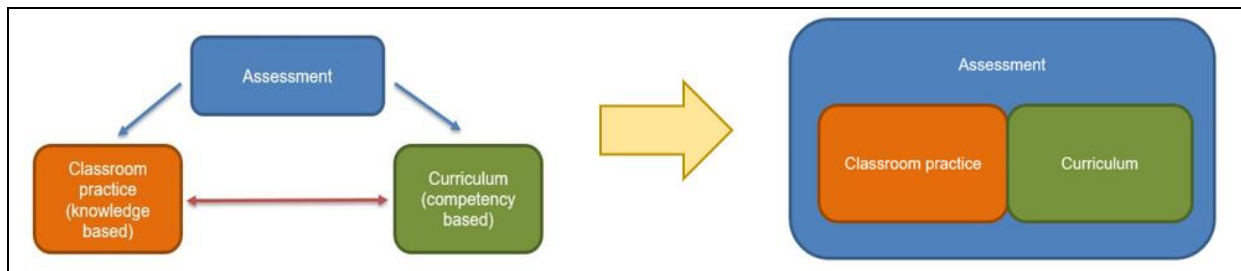 Assessment
Classroom
practice
(knowledge
based)
Curriculum
(competency
based)
Assessment
Classroom practice
Curriculum